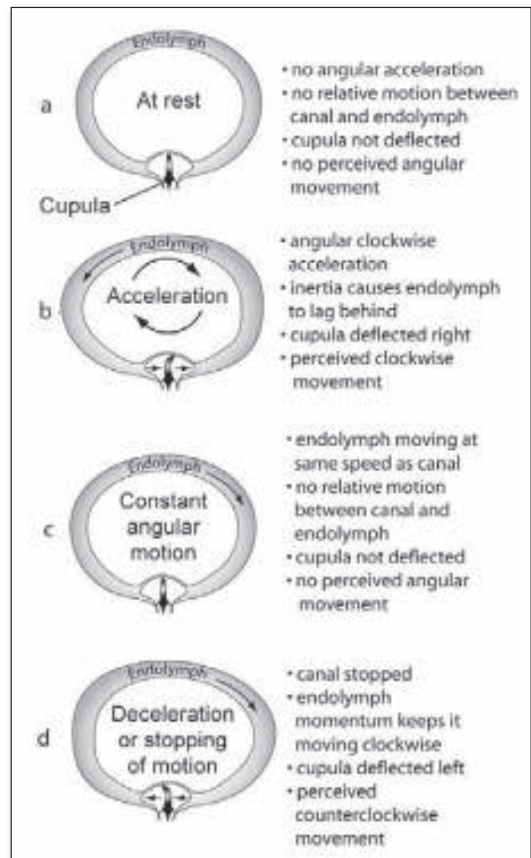 a
Endolymph
At rest
Cupula
• no angular acceleration
• no relative motion between
canal and endolymph
• cupula not deflected
• no perceived angular
movement
b
Endolymph
Acceleration
• angular clockwise
acceleration
• inertia causes endolymph
to lag behind
• cupula deflected right
• perceived clockwise
movement
c
Endolymph
Constant
angular
motion
• endolymph moving at
same speed as canal
• no relative motion
between canal and
endolymph
• cupula not deflected
• no perceived angular
movement
d
Endolymph
Deceleration
or stopping
of motion
• canal stopped
• endolymph
momentum keeps it
moving clockwise
• cupula deflected left
• perceived
counterclockwise
movement